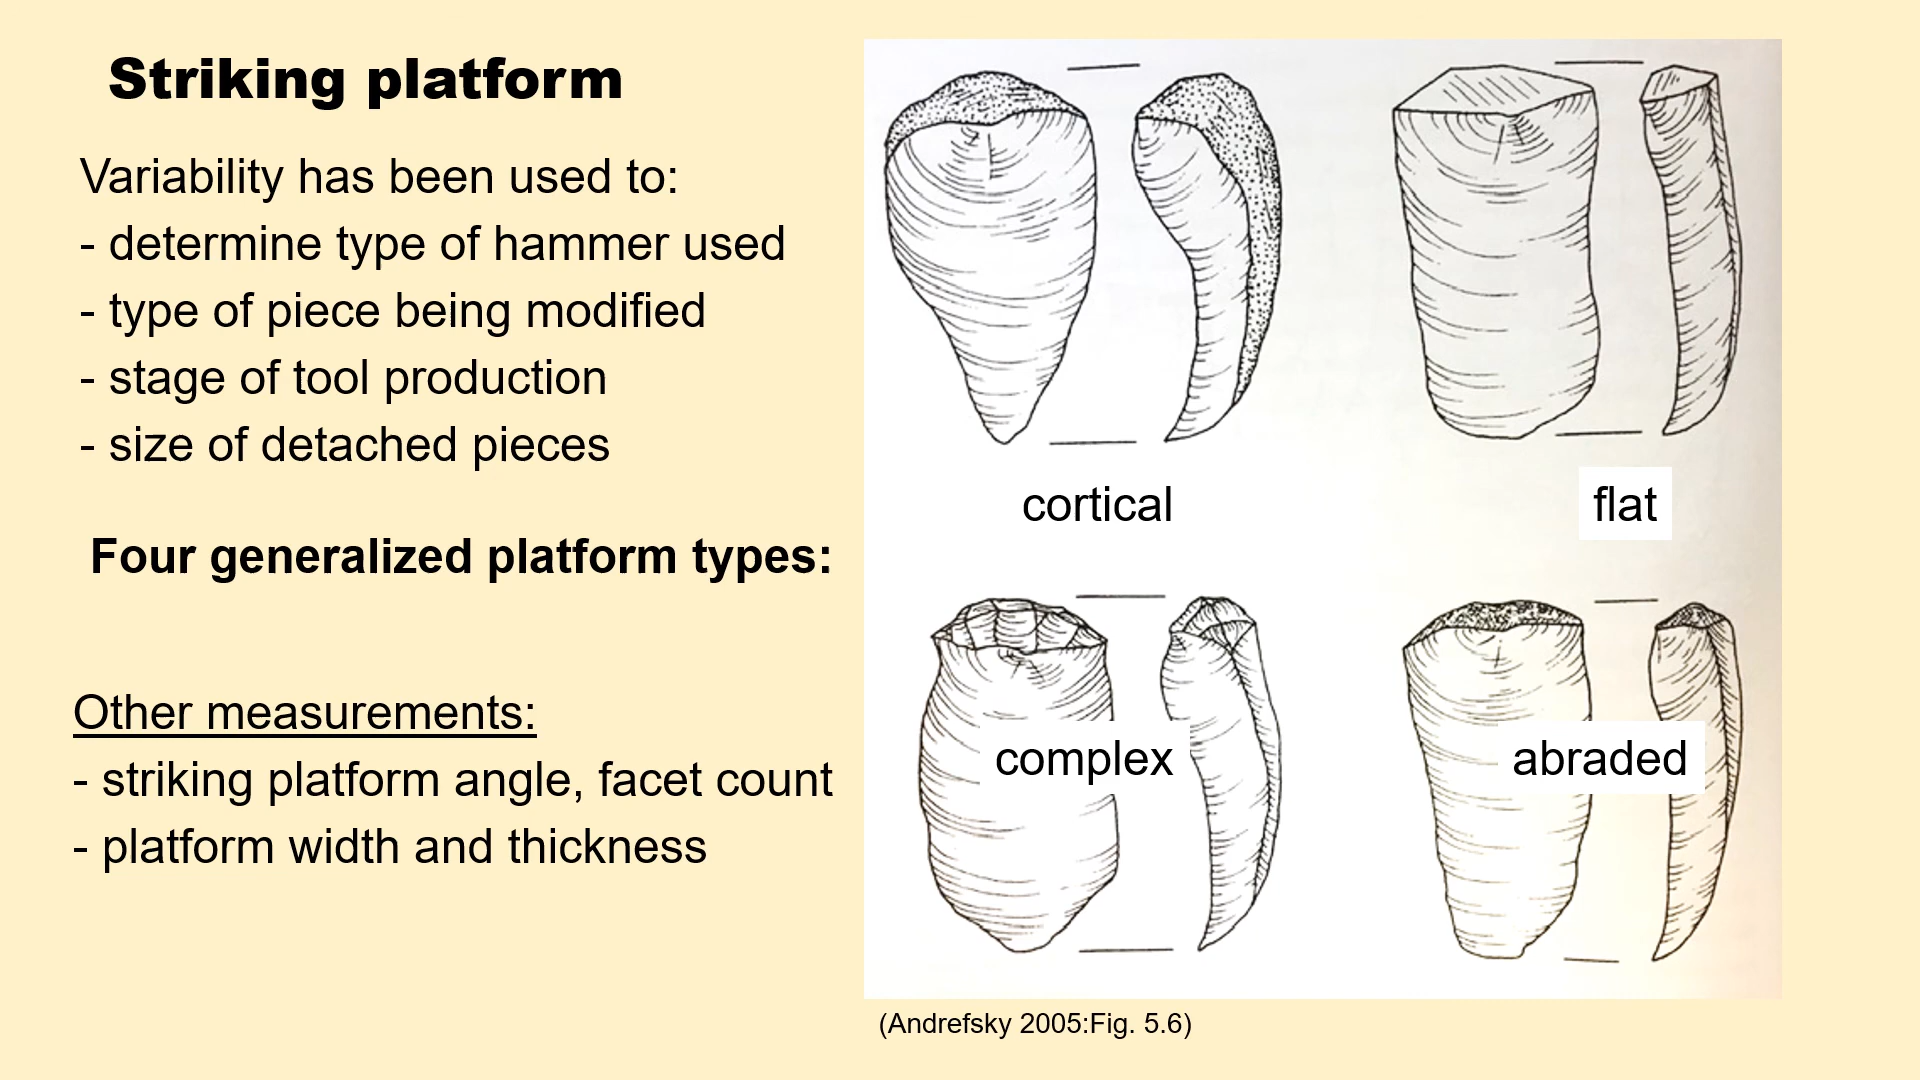 Striking platform
Variability has been used to:
- determine type of hammer used
- type of piece being modified
- stage of tool production
- size of detached pieces
Four generalized platform types:
Other measurements:
- striking platform angle, facet count
- platform width and thickness
cortical
flat
complex
abraded
(Andrefsky 2005:Fig. 5.6)